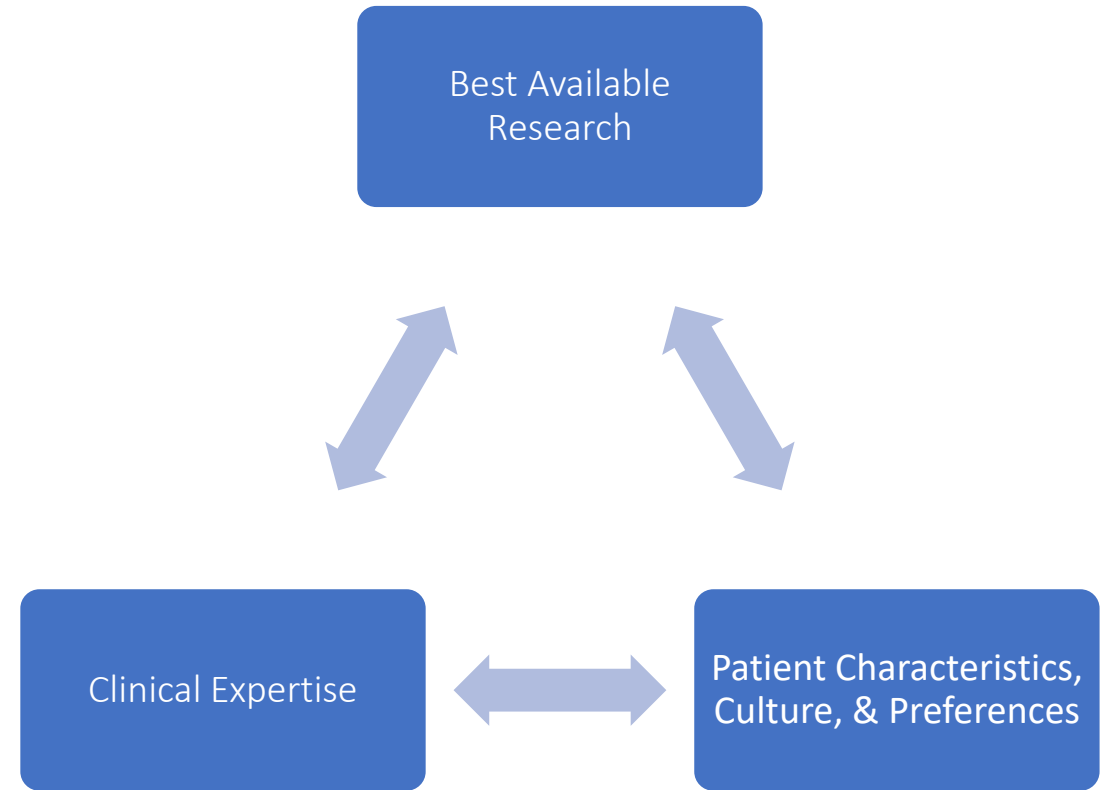 Best Available
Research
Clinical Expertise
Patient Characteristics,
Culture, & Preferences